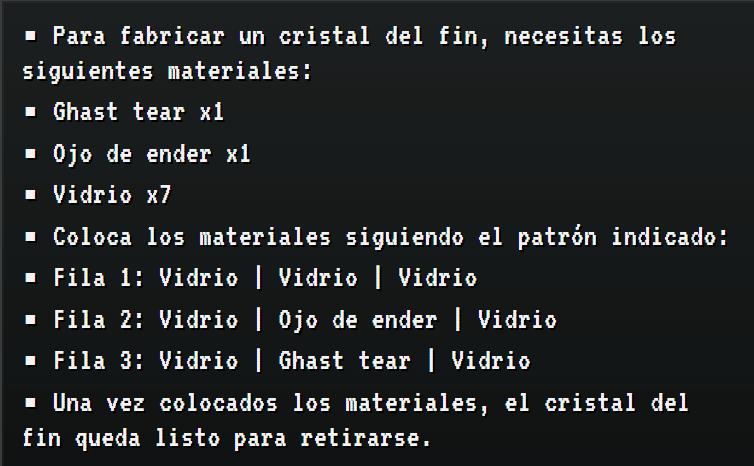 ▪ Para fabricar un cristal del fin, necesitas los
siguientes materiales:
▪ Ghast tear x1
▪ Ojo de ender x1
▪ Vidrio x7
▪ Coloca los materiales siguiendo el patrón indicado:
▪ Fila 1: Vidrio | Vidrio | Vidrio
▪ Fila 2: Vidrio | Ojo de ender | Vidrio
▪ Fila 3: Vidrio | Ghast tear | Vidrio
▪ Una vez colocados los materiales, el cristal del
fin queda listo para retirarse.